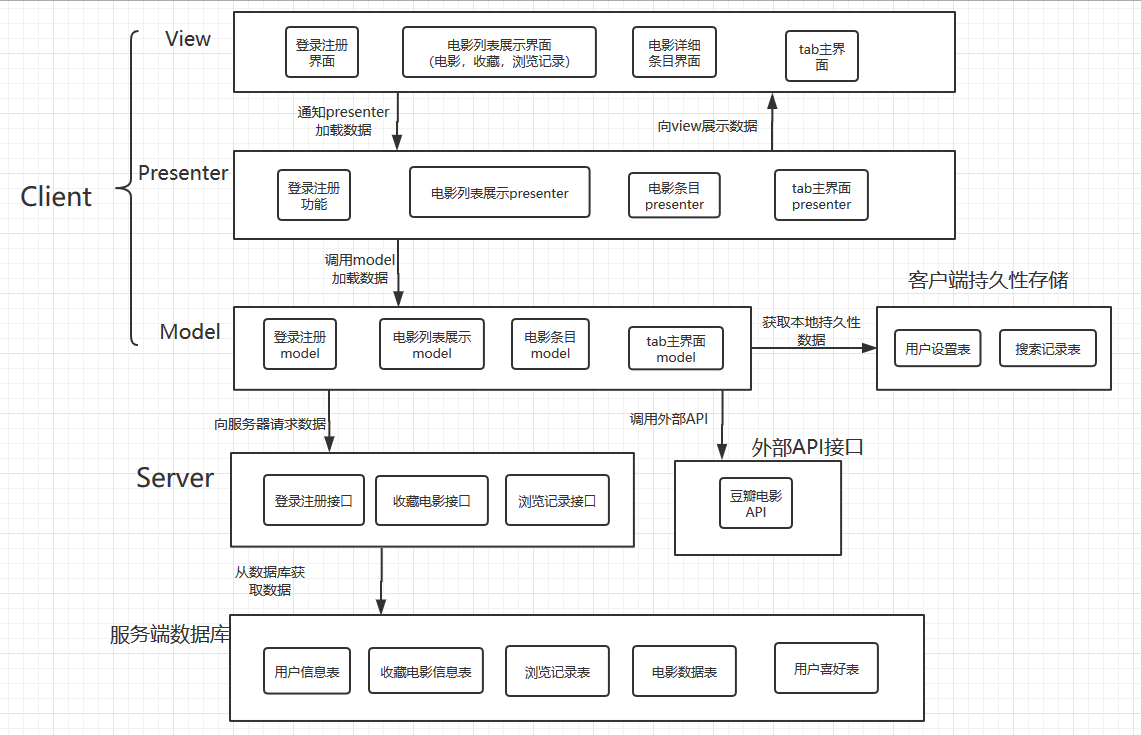 View
登录注册
界面
电影列表展示界面
（电影，收藏，浏览记录）
电影详细
条目界面
tab主界
面
通知presenter
加载数据
向view展示数据
Client
Presenter
登录注册
功能
电影列表展示presenter
电影条目
presenter
tab主界面
presenter
调用model
加载数据
客户端持久性存储
Model
登录注册
model
电影列表展示
model
电影条目
model
tab主界面
model
获取本地持久性
数据
用户设置表
搜索记录表
向服务器请求数据
调用外部API
外部API接口
Server
登录注册接口
收藏电影接口
浏览记录接口
豆瓣电影
API
从数据库获
取数据
服务端数据库
用户信息表
收藏电影信息表
浏览记录表
电影数据表
用户喜好表